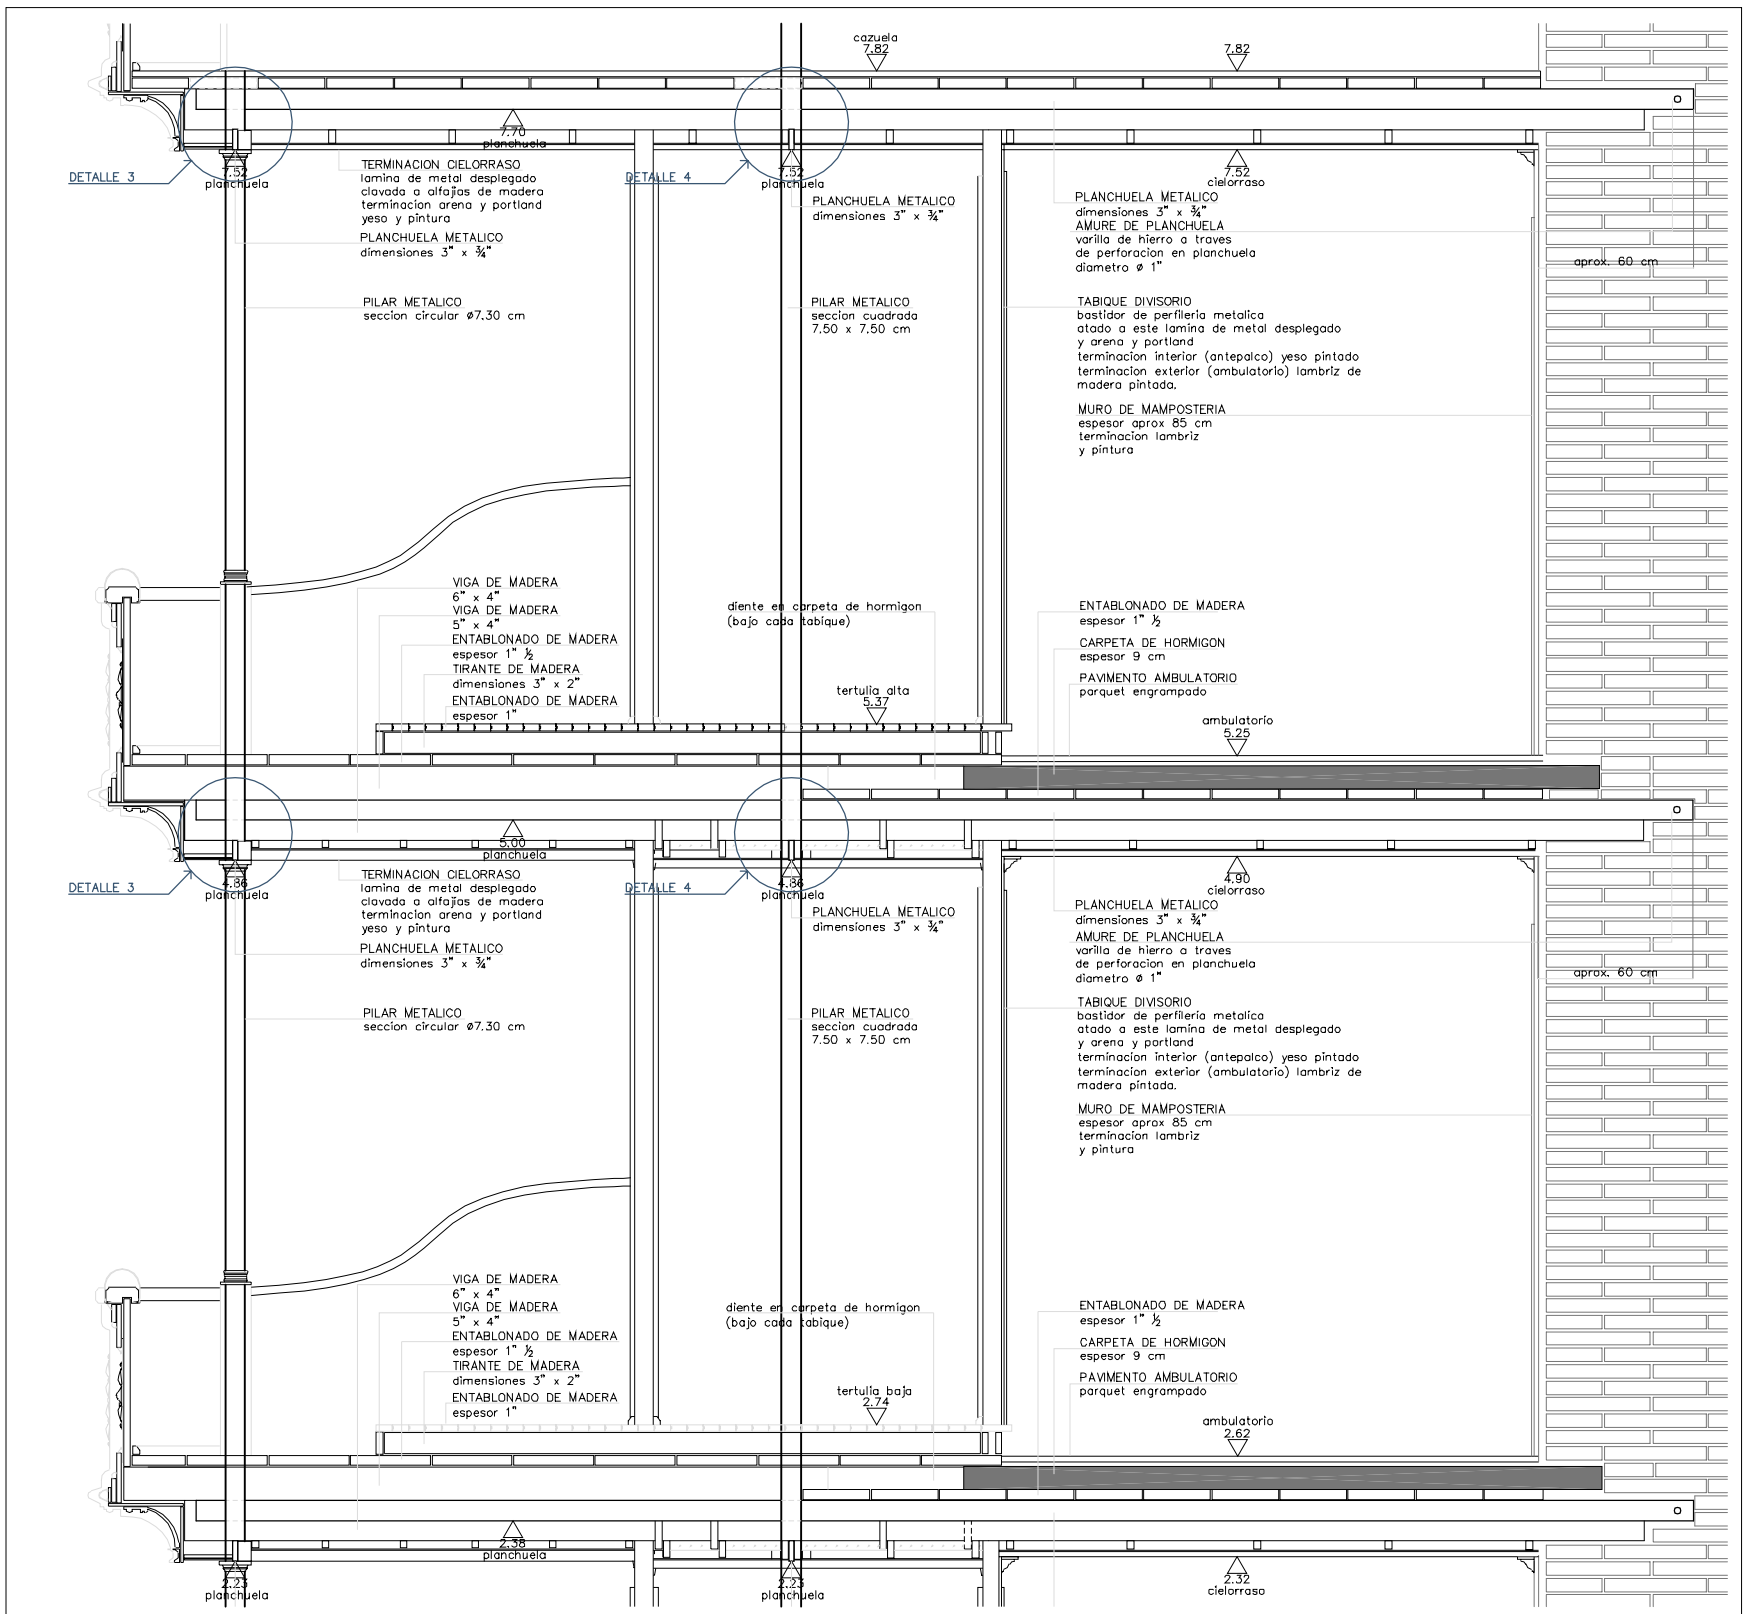 cazuela
7.82
7.82
7.70
planchuela
DETALLE 3
7.52
planchuela
TERMINACION CIELORRASO
lamina de metal desplegado
clavada a alfajias de madera
terminacion arena y portland
yeso y pintura
PLANCHUELA METALICO
dimensiones 3" x ¾"
DETALLE 4
7.52
planchuela
PLANCHUELA METALICO
dimensiones 3" x ¾"
7.52
cielorraso
PLANCHUELA METALICO
dimensiones 3" x ¾"
AMURE DE PLANCHUELA
varilla de hierro a traves
de perforacion en planchuela
diametro ø 1"
aprox. 60 cm
PILAR METALICO
seccion circular ø7.30 cm
PILAR METALICO
seccion cuadrada
7.50 x 7.50 cm
TABIQUE DIVISORIO
bastidor de perfileria metalica
atado a este lamina de metal desplegado
y arena y portland
terminacion interior (antepalco) yeso pintado
terminacion exterior (ambulatorio) lambriz de
madera pintada.
MURO DE MAMPOSTERIA
espesor aprox 85 cm
terminacion lambriz
y pintura
VIGA DE MADERA
6" x 4"
VIGA DE MADERA
5" x 4"
ENTABLONADO DE MADERA
espesor 1" ½
TIRANTE DE MADERA
dimensiones 3" x 2"
ENTABLONADO DE MADERA
espesor 1"
diente en carpeta de hormigon
(bajo cada tabique)
tertulia alta
5.37
ENTABLONADO DE MADERA
espesor 1" ½
CARPETA DE HORMIGON
espesor 9 cm
PAVIMENTO AMBULATORIO
parquet engrampado
ambulatorio
5.25
5.00
planchuela
DETALLE 3
4.86
planchuela
TERMINACION CIELORRASO
lamina de metal desplegado
clavada a alfajias de madera
terminacion arena y portland
yeso y pintura
PLANCHUELA METALICO
dimensiones 3" x ¾"
DETALLE 4
4.86
planchuela
PLANCHUELA METALICO
dimensiones 3" x ¾"
4.90
cielorraso
PLANCHUELA METALICO
dimensiones 3" x ¾"
AMURE DE PLANCHUELA
varilla de hierro a traves
de perforacion en planchuela
diametro ø 1"
aprox. 60 cm
PILAR METALICO
seccion circular ø7.30 cm
PILAR METALICO
seccion cuadrada
7.50 x 7.50 cm
TABIQUE DIVISORIO
bastidor de perfileria metalica
atado a este lamina de metal desplegado
y arena y portland
terminacion interior (antepalco) yeso pintado
terminacion exterior (ambulatorio) lambriz de
madera pintada.
MURO DE MAMPOSTERIA
espesor aprox 85 cm
terminacion lambriz
y pintura
VIGA DE MADERA
6" x 4"
VIGA DE MADERA
5" x 4"
ENTABLONADO DE MADERA
espesor 1" ½
TIRANTE DE MADERA
dimensiones 3" x 2"
ENTABLONADO DE MADERA
espesor 1"
diente en carpeta de hormigon
(bajo cada tabique)
tertulia baja
2.74
ENTABLONADO DE MADERA
espesor 1" ½
CARPETA DE HORMIGON
espesor 9 cm
PAVIMENTO AMBULATORIO
parquet engrampado
ambulatorio
2.62
2.38
planchuela
2.23
planchuela
2.23
planchuela
2.32
cielorraso